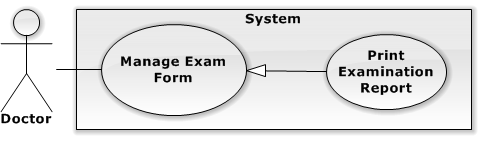 System
Manage Exam
Form
Print
Examination
Report
Doctor